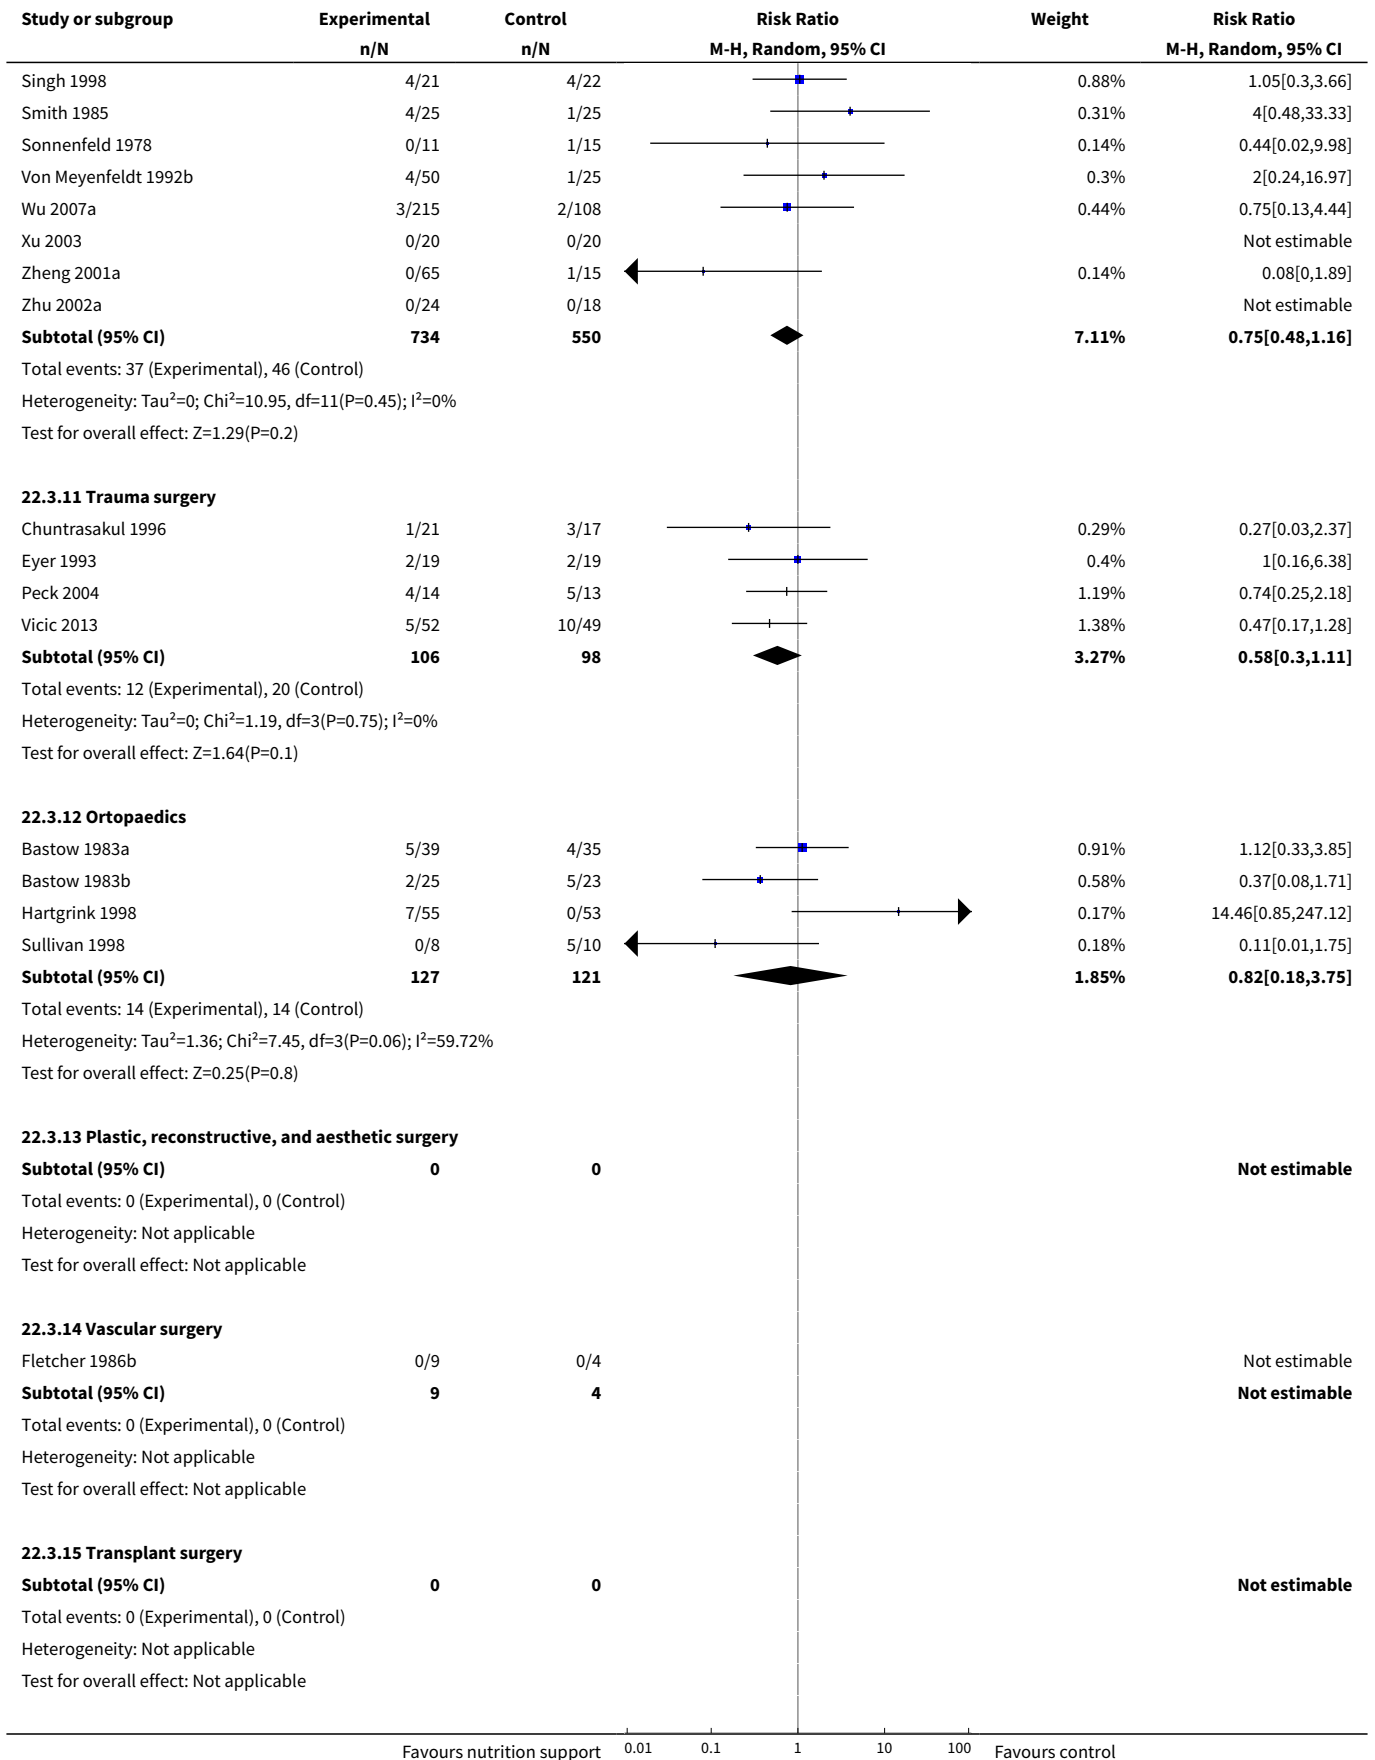 Study or subgroup Experimental Control Risk Ratio Weight Risk Ratio
n/N n/N M-H, Random, 95% CI M-H, Random, 95% CI
Singh 1998 4/21 4/22 0.88% 1.05[0.3,3.66]
Smith 1985 4/25 1/25 0.31% 4[0.48,33.33]
Sonnenfeld 1978 0/11 1/15 0.14% 0.44[0.02,9.98]
Von Meyenfeldt 1992b 4/50 1/25 0.3% 2[0.24,16.97]
Wu 2007a 3/215 2/108 0.44% 0.75[0.13,4.44]
Xu 2003 0/20 0/20 Not estimable
Zheng 2001a 0/65 1/15 0.14% 0.08[0,1.89]
Zhu 2002a 0/24 0/18 Not estimable
Subtotal (95% CI) 734 550 7.11% 0.75[0.48,1.16]
Total events: 37 (Experimental), 46 (Control)
Heterogeneity: Tau²=0; Chi²=10.95, df=11(P=0.45); I²=0%
Test for overall effect: Z=1.29(P=0.2)
22.3.11 Trauma surgery
Chuntrasakul 1996 1/21 3/17 0.29% 0.27[0.03,2.37]
Eyer 1993 2/19 2/19 0.4% 1[0.16,6.38]
Peck 2004 4/14 5/13 1.19% 0.74[0.25,2.18]
Vicic 2013 5/52 10/49 1.38% 0.47[0.17,1.28]
Subtotal (95% CI) 106 98 3.27% 0.58[0.3,1.11]
Total events: 12 (Experimental), 20 (Control)
Heterogeneity: Tau²=0; Chi²=1.19, df=3(P=0.75); I²=0%
Test for overall effect: Z=1.64(P=0.1)
22.3.12 Ortopaedics
Bastow 1983a 5/39 4/35 0.91% 1.12[0.33,3.85]
Bastow 1983b 2/25 5/23 0.58% 0.37[0.08,1.71]
Hartgrink 1998 7/55 0/53 0.17% 14.46[0.85,247.12]
Sullivan 1998 0/8 5/10 0.18% 0.11[0.01,1.75]
Subtotal (95% CI) 127 121 1.85% 0.82[0.18,3.75]
Total events: 14 (Experimental), 14 (Control)
Heterogeneity: Tau²=1.36; Chi²=7.45, df=3(P=0.06); I²=59.72%
Test for overall effect: Z=0.25(P=0.8)
22.3.13 Plastic, reconstructive, and aesthetic surgery
Subtotal (95% CI) 0 0 Not estimable
Total events: 0 (Experimental), 0 (Control)
Heterogeneity: Not applicable
Test for overall effect: Not applicable
22.3.14 Vascular surgery
Fletcher 1986b 0/9 0/4 Not estimable
Subtotal (95% CI) 9 4 Not estimable
Total events: 0 (Experimental), 0 (Control)
Heterogeneity: Not applicable
Test for overall effect: Not applicable
22.3.15 Transplant surgery
Subtotal (95% CI) 0 0 Not estimable
Total events: 0 (Experimental), 0 (Control)
Heterogeneity: Not applicable
Test for overall effect: Not applicable
Favours nutrition support 0.01 0.1 1 10 100 Favours control